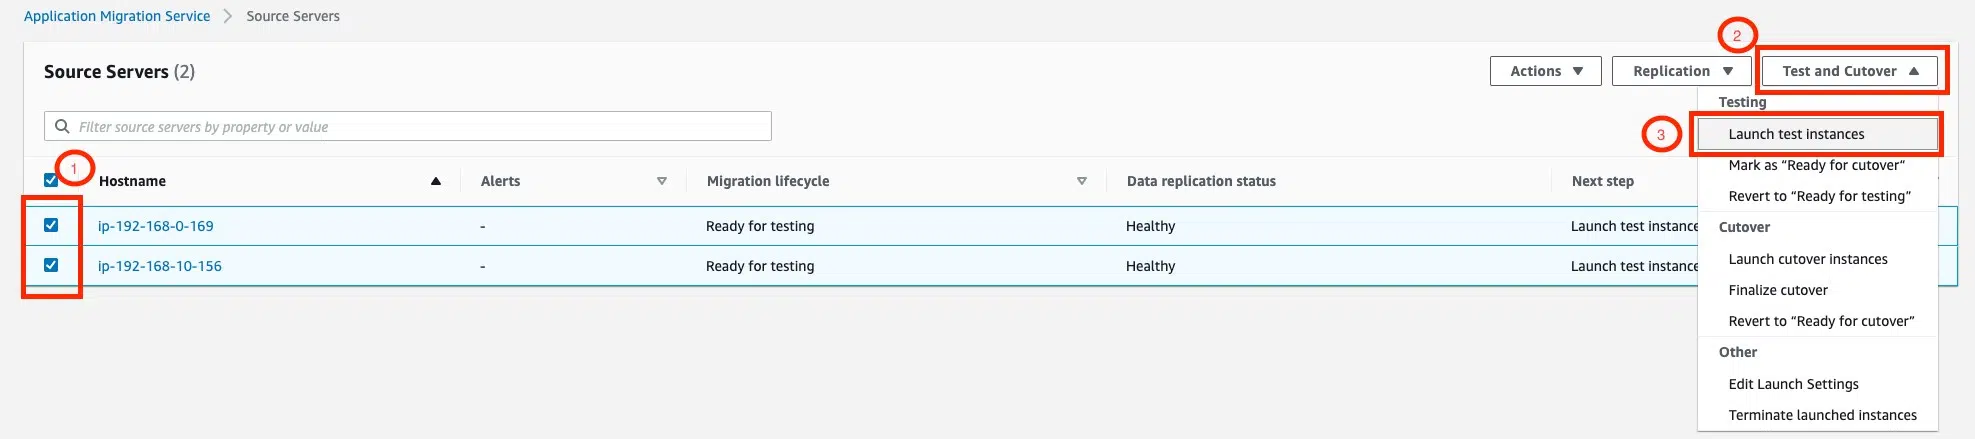 Application Migration Service > Source Servers
2
Source Servers (2)
Actions
Replication
Test and Cutover
Testing
Filter source servers by property or value
3
Launch test instances
1
Mark as “Ready for cutover“
Hostname
Alerts
Migration lifecycle
Data replication status
Next step
Revert to “Ready for testing”
ip-192-168-0-169
-
Ready for testing
Healthy
Launch test instance
Cutover
Launch cutover instances
ip-192-168-10-156
-
Ready for testing
Healthy
Launch test instance
Finalize cutover
Revert to “Ready for cutover”
Other
Edit Launch Settings
Terminate launched instances